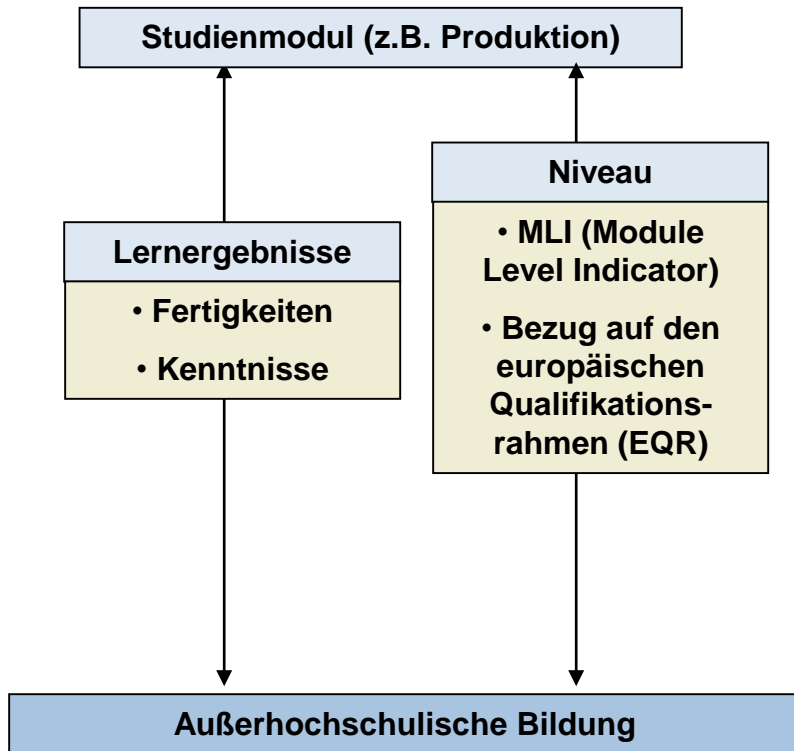 Studienmodul (z.B. Produktion)
Lernergebnisse
• Fertigkeiten
• Kenntnisse
Niveau
• MLI (Module
Level Indicator)
• Bezug auf den
europäischen
Qualifikations-
rahmen (EQR)
Außerhochschulische Bildung